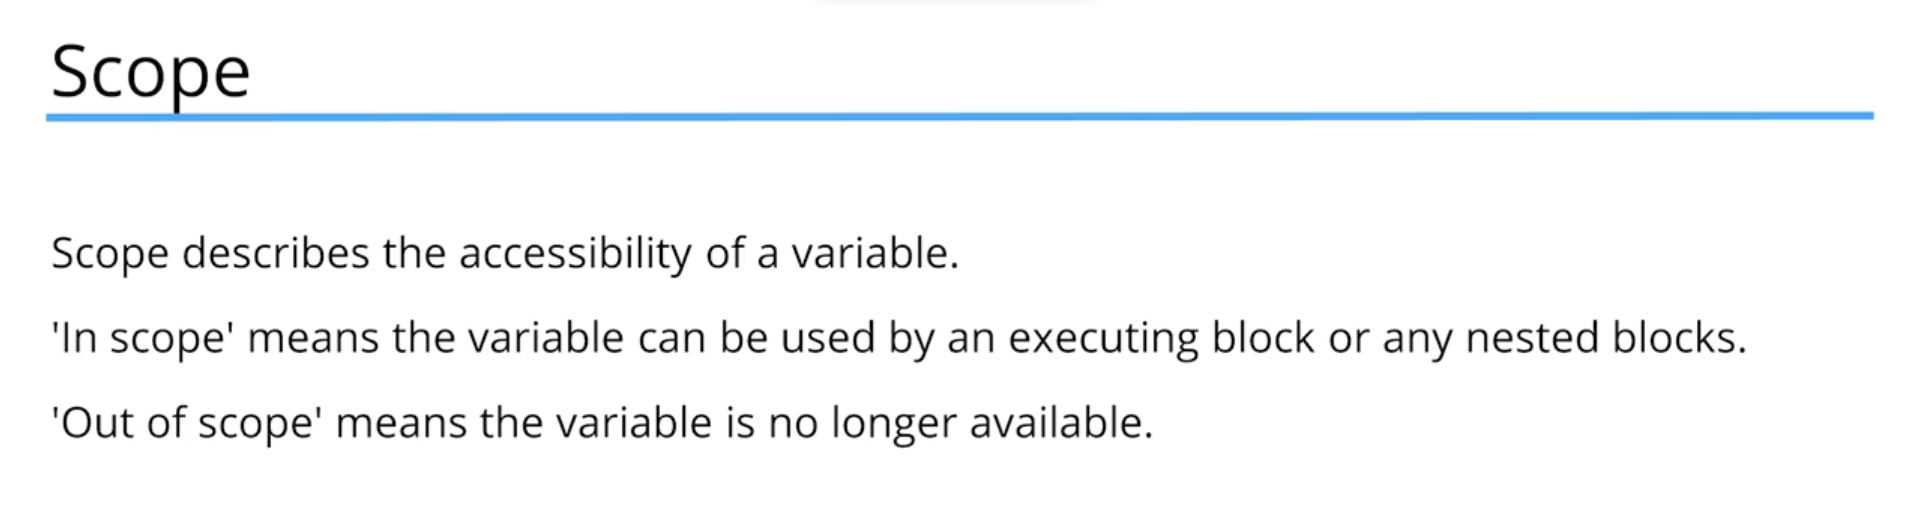 Scope
Scope describes the accessibility of a variable.
'In scope' means the variable can be used by an executing block or any nested blocks.
'Out of scope' means the variable is no longer available.